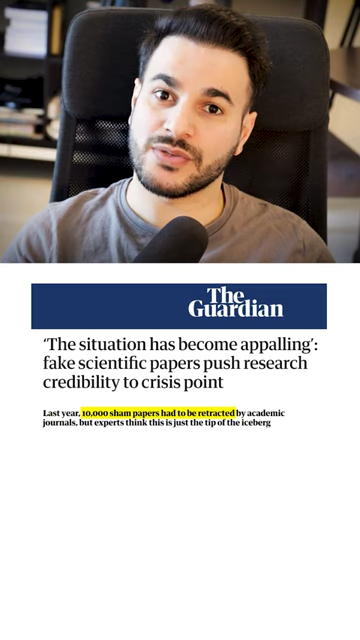 The
Guardian
‘The situation has become appalling’:
fake scientific papers push research
credibility to crisis point
Last year, 10,000 sham papers had to be retracted by academic
journals, but experts think this is just the tip of the iceberg